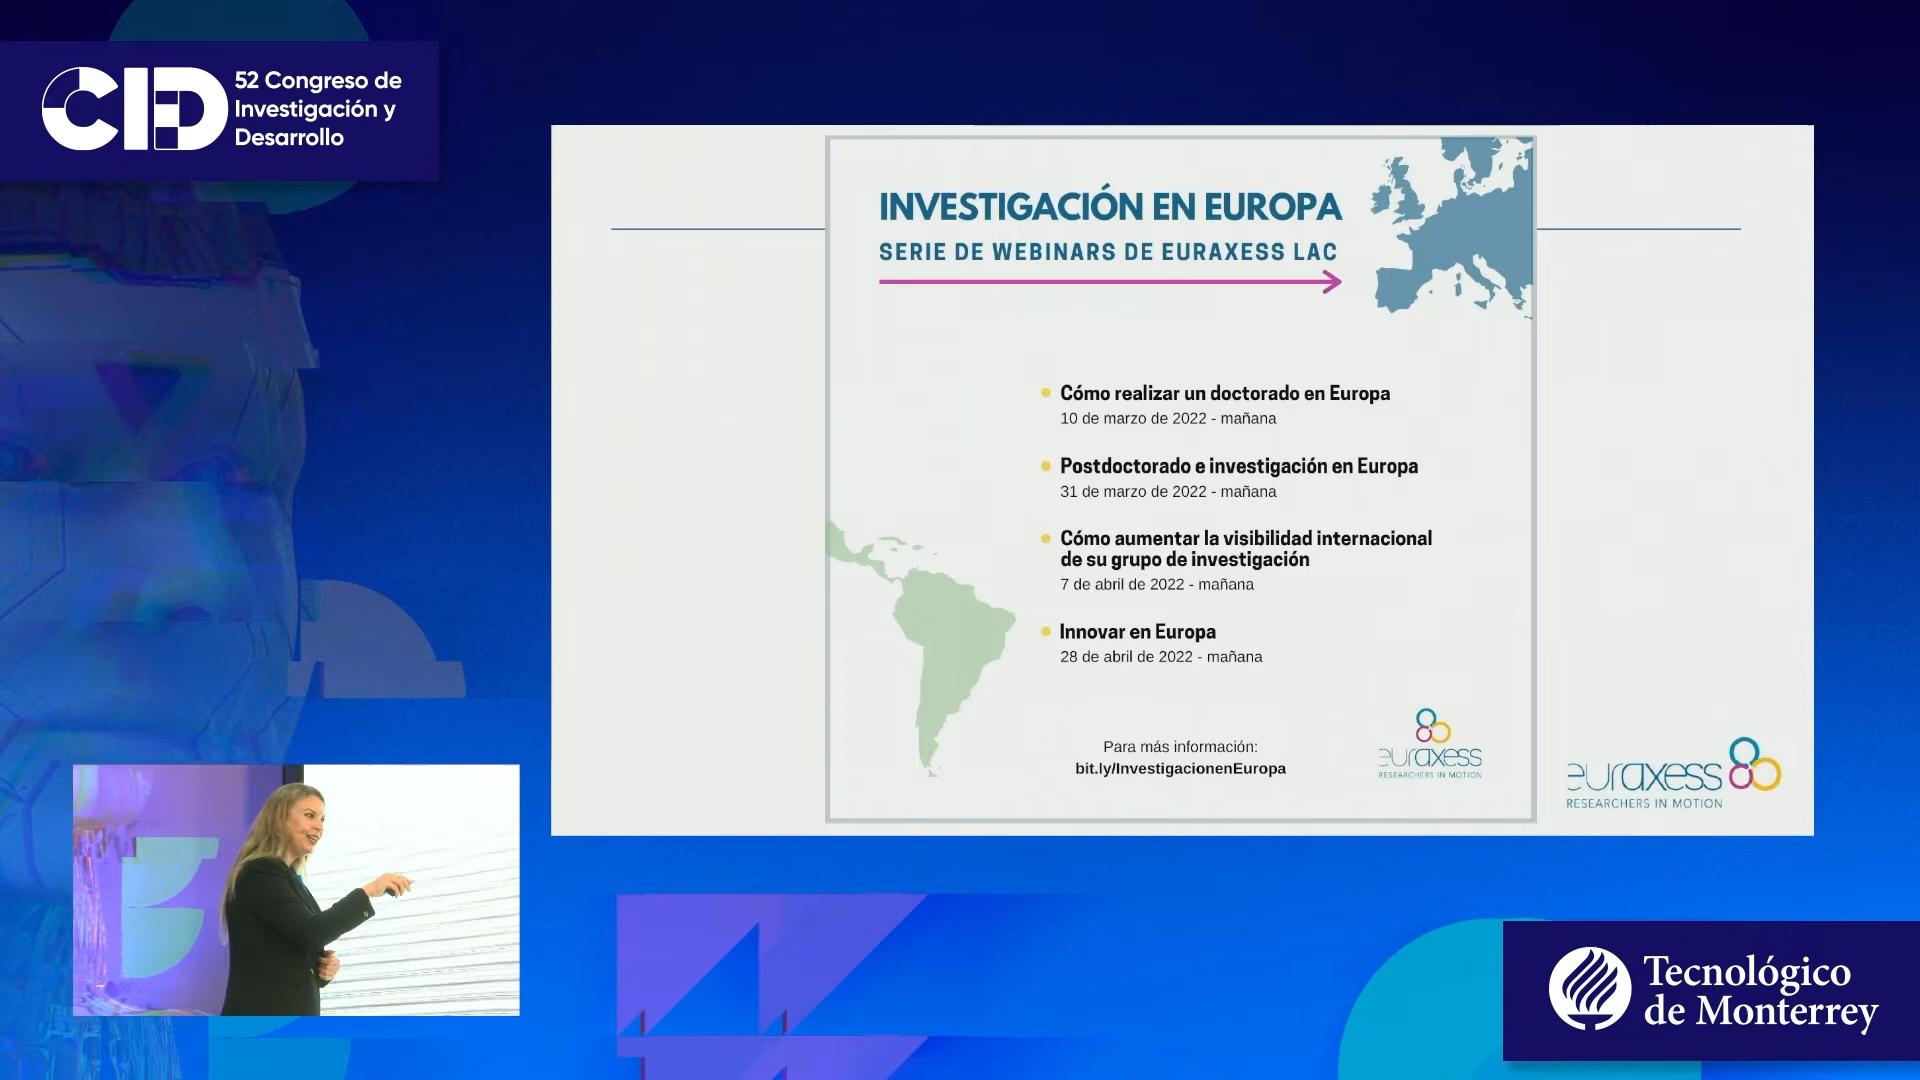 CID
52 Congreso de
Investigación y
Desarrollo
INVESTIGACIÓN EN EUROPA
SERIE DE WEBINARS DE EURAXESS LAC
Cómo realizar un doctorado en Europa
10 de marzo de 2022 - mañana
Postdoctorado e investigación en Europa
31 de marzo de 2022 - mañana
Cómo aumentar la visibilidad internacional
de su grupo de investigación
7 de abril de 2022 - mañana
Innovar en Europa
28 de abril de 2022 - mañana
Para más información:
bit.ly/InvestigacionenEuropa
euraxess
RESEARCHERS IN MOTION
euraxess
RESEARCHERS IN MOTION
Tecnológico
de Monterrey